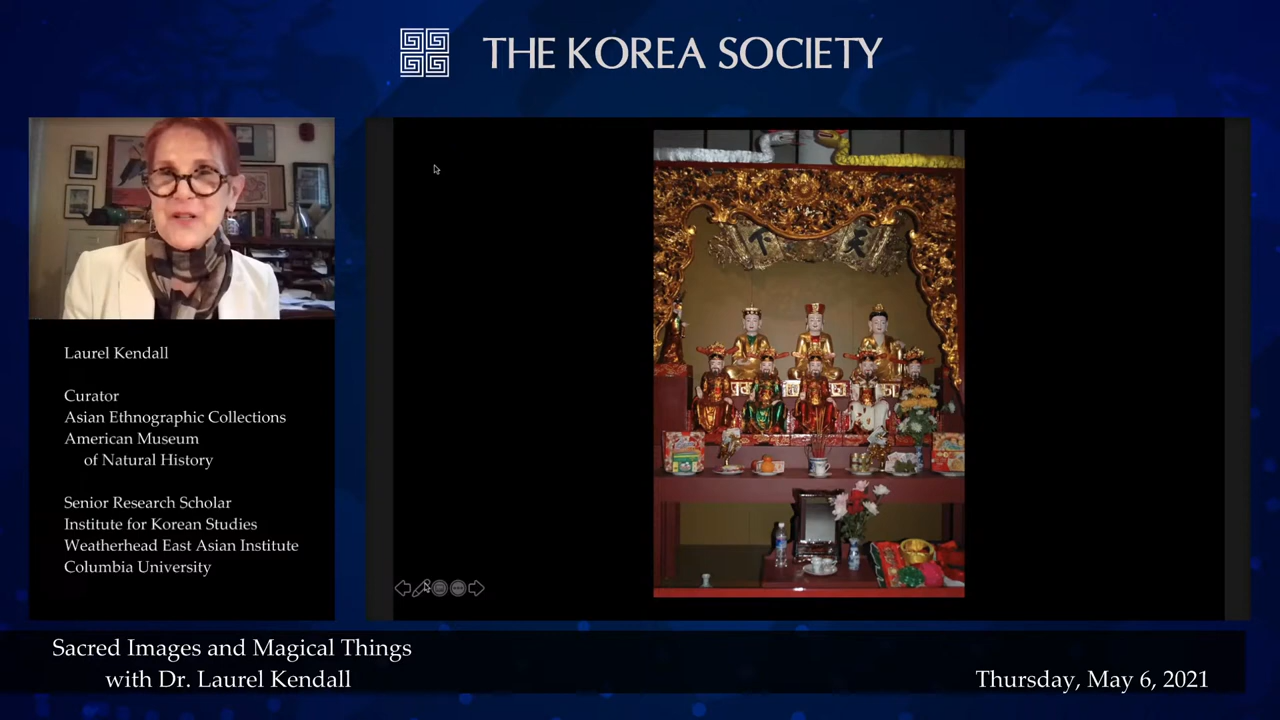 THE KOREA SOCIETY
下 天
Laurel Kendall
Curator
Asian Ethnographic Collections
American Museum
of Natural History
Senior Research Scholar
Institute for Korean Studies
Weatherhead East Asian Institute
Columbia University
Sacred Images and Magical Things
with Dr. Laurel Kendall
Thursday, May 6, 2021